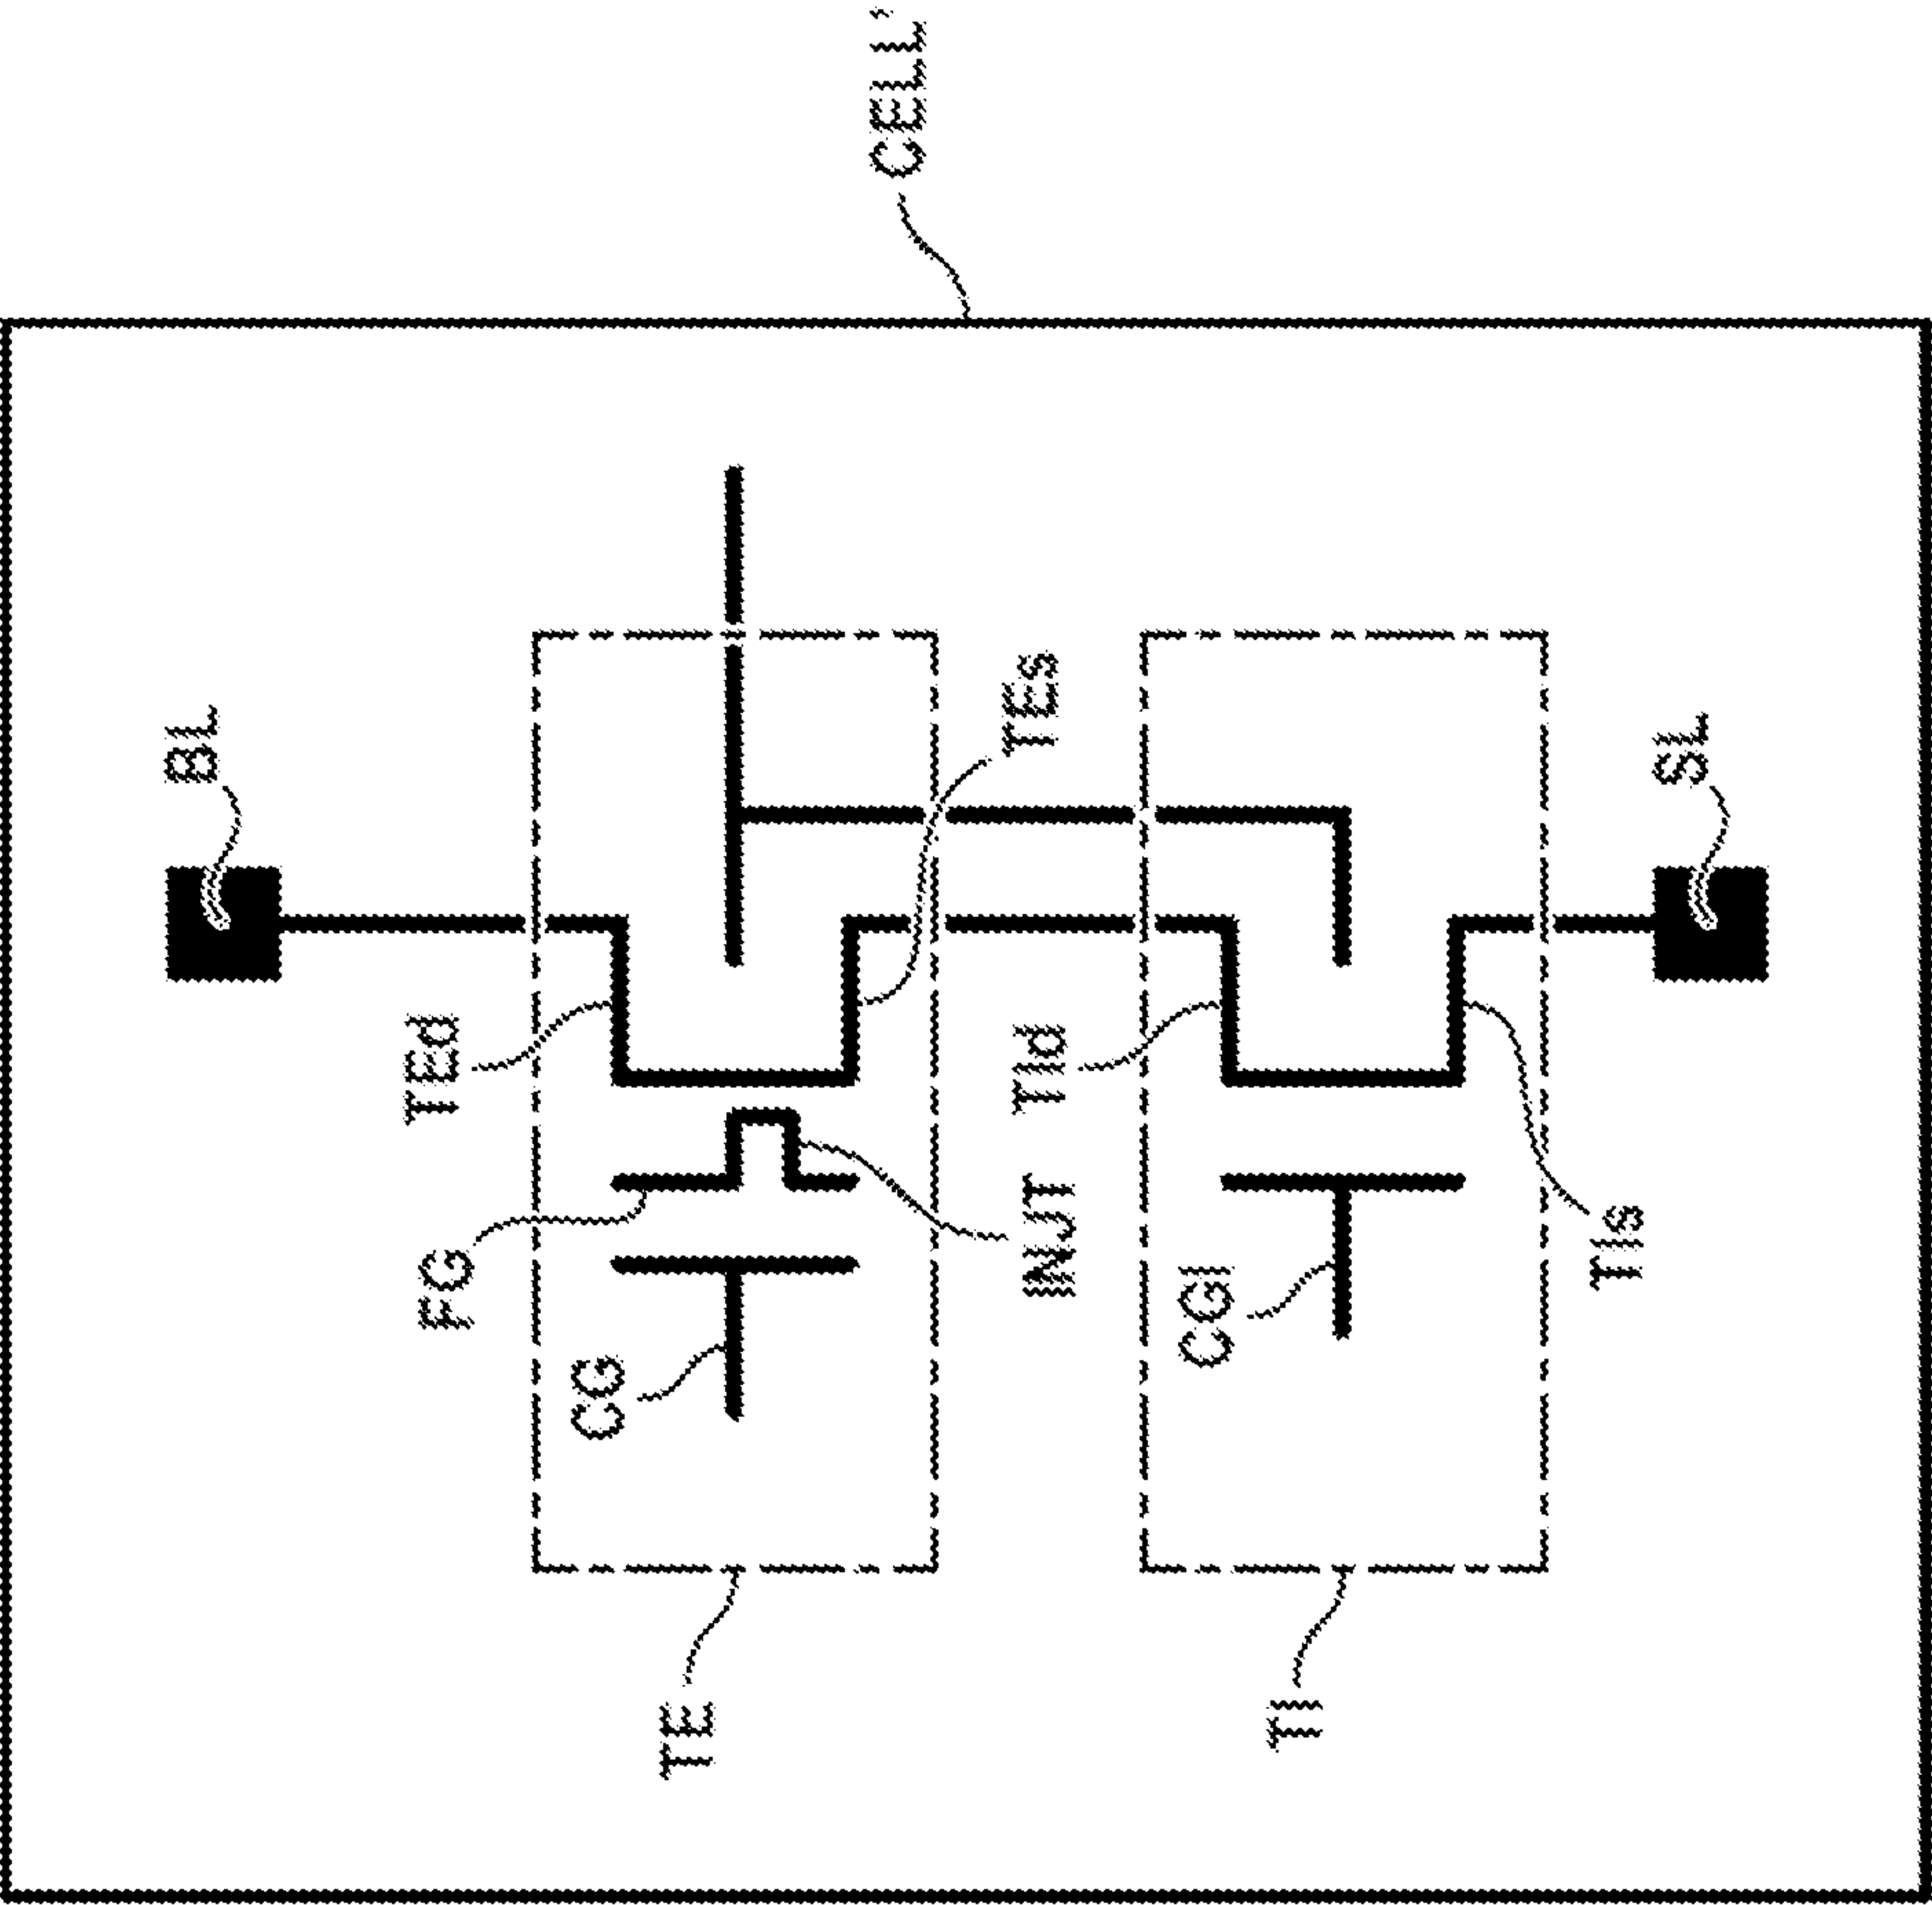 BL
TEd
FG
CG
TE
CELL'
TEs
TId
INJT
CGI
TI
TIs
SL